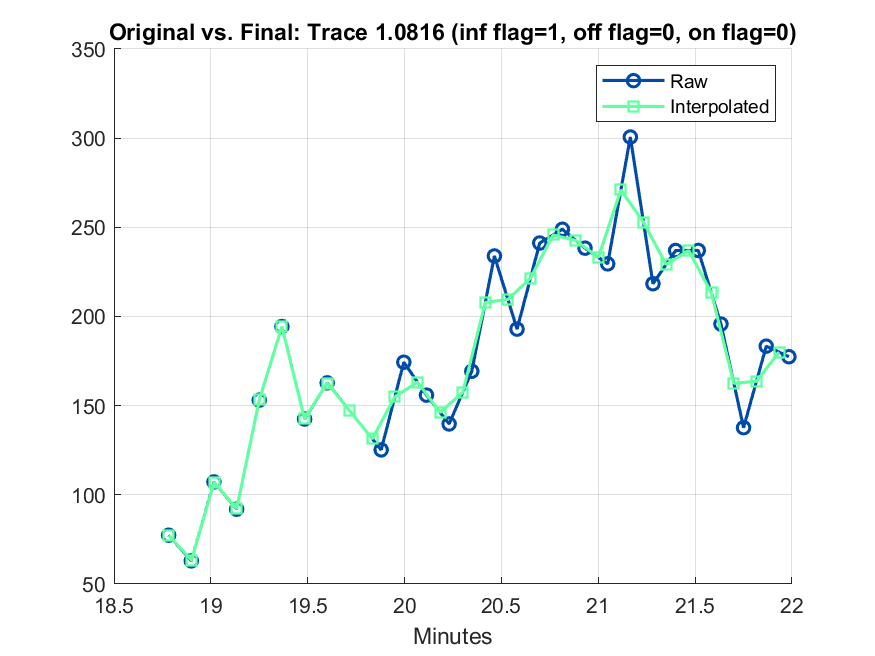 Original vs. Final: Trace 1.0816 (inf flag=1, off flag=0, on flag=0)
350
300
250
200
150
100
50
Raw
Interpolated
18.5 19 19.5 20 20.5 21 21.5 22
Minutes